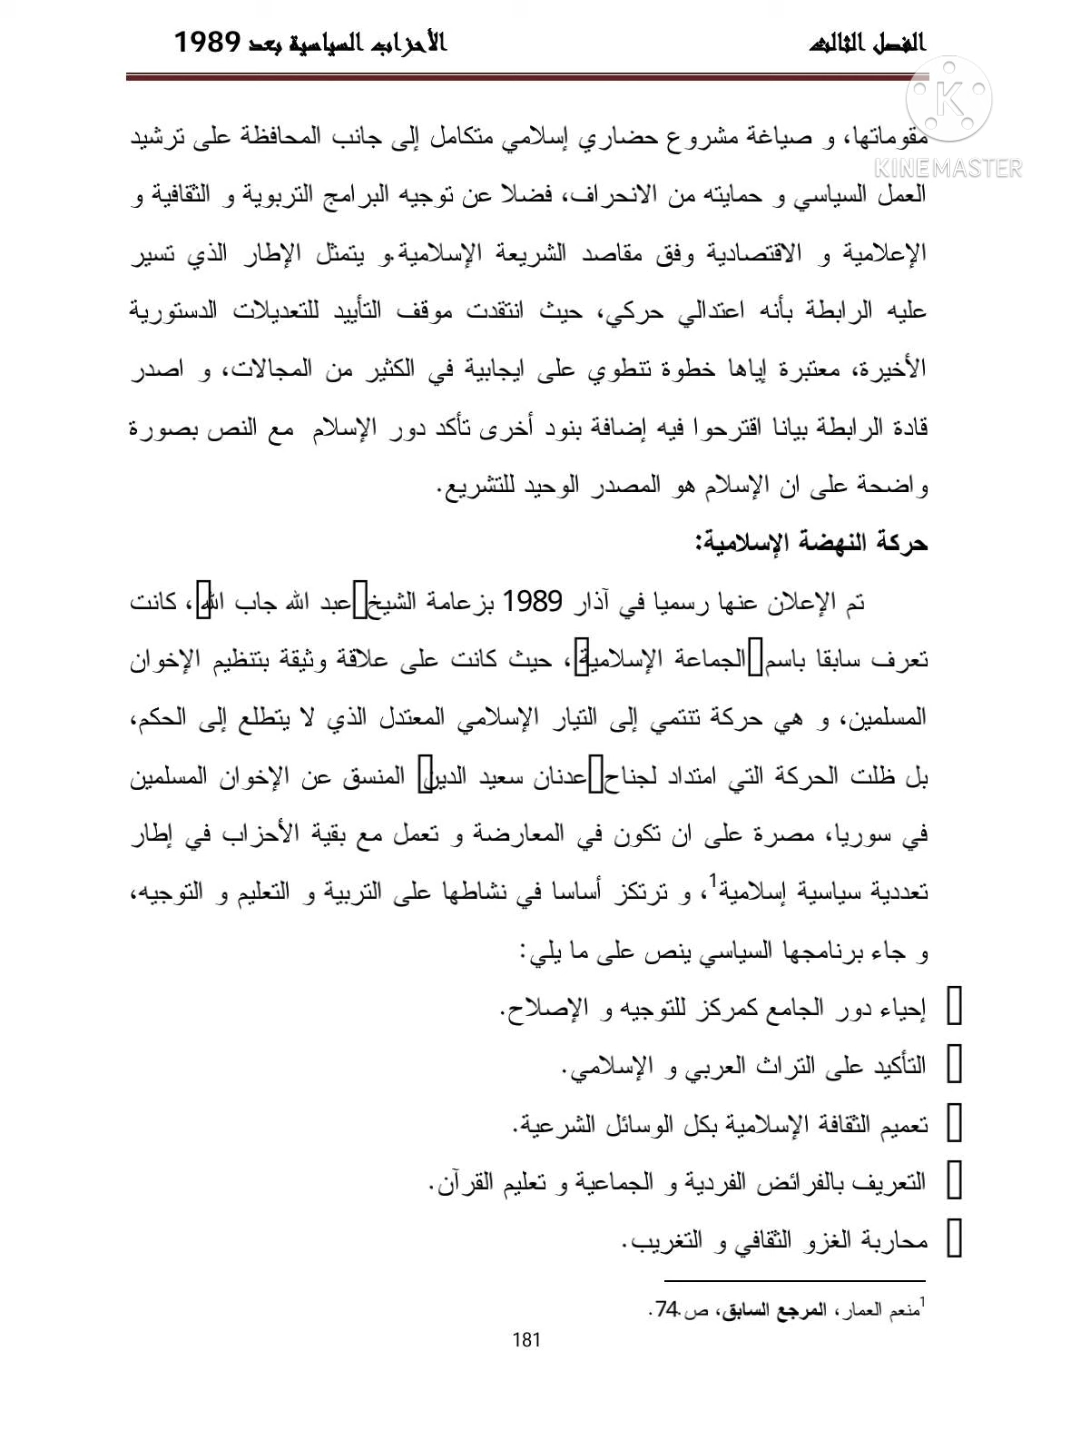 الفصل الثالث الأحزاب السياسية بعد 1989
KINEMASTER
مقوماتها، و صياغة مشروع حضاري إسلامي متكامل إلى جانب المحافظة على ترشيد
العمل السياسي و حمايته من الانحراف، فضلا عن توجيه البرامج التربوية و الثقافية و
الإعلامية و الاقتصادية وفق مقاصد الشريعة الإسلامية.و يتمثل الإطار الذي تسير
عليه الرابطة بأنه اعتدالي حركي، حيث انتقدت موقف التأييد للتعديلات الدستورية
الأخيرة، معتبرة إياها خطوة تنطوي على ايجابية في الكثير من المجالات، و اصدر
قادة الرابطة بيانا اقترحوا فيه إضافة بنود أخرى تأكد دور الإسلام مع النص بصورة
واضحة على ان الإسلام هو المصدر الوحيد للتشريع.
حركة النهضة الإسلامية:
تم الإعلان عنها رسميا في آذار 1989 بزعامة الشيخ عبد الله جاب الله، كانت
تعرف سابقا باسم الجماعة الإسلامية، حيث كانت على علاقة وثيقة بتنظيم الإخوان
المسلمين، و هي حركة تنتمي إلى التيار الإسلامي المعتدل الذي لا يتطلع إلى الحكم،
بل ظلت الحركة التي امتداد لجناح عدنان سعيد الدين المنسق عن الإخوان المسلمين
في سوريا، مصرة على ان تكون في المعارضة و تعمل مع بقية الأحزاب في إطار
تعددية سياسية إسلامية1، و ترتكز أساسا في نشاطها على التربية و التعليم و التوجيه،
و جاء برنامجها السياسي ينص على ما يلي:
إحياء دور الجامع كمركز للتوجيه و الإصلاح.
التأكيد على التراث العربي و الإسلامي.
تعميم الثقافة الإسلامية بكل الوسائل الشرعية.
التعريف بالفرائض الفردية و الجماعية و تعليم القرآن.
محاربة الغزو الثقافي و التغريب.
1منعم العمار، المرجع السابق، ص.74.
181